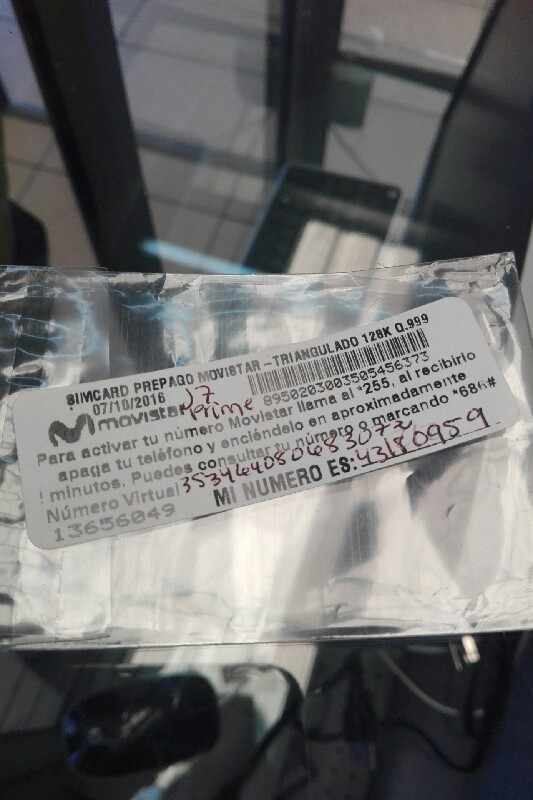 SIMCARD PREPAGO MOVISTAR -TRIANGULADO 128K Q.999
07/10/2016 J7
movistar Prime 8950203003505456373
Para activar tu número Movistar llama al *255, al recibirlo
apaga tu teléfono y enciéndelo en aproximadamente
! minutos. Puedes consultar tu número marcando *686#
Número Virtual 353464080683072
13656049 MI NUMERO ES: 43180959